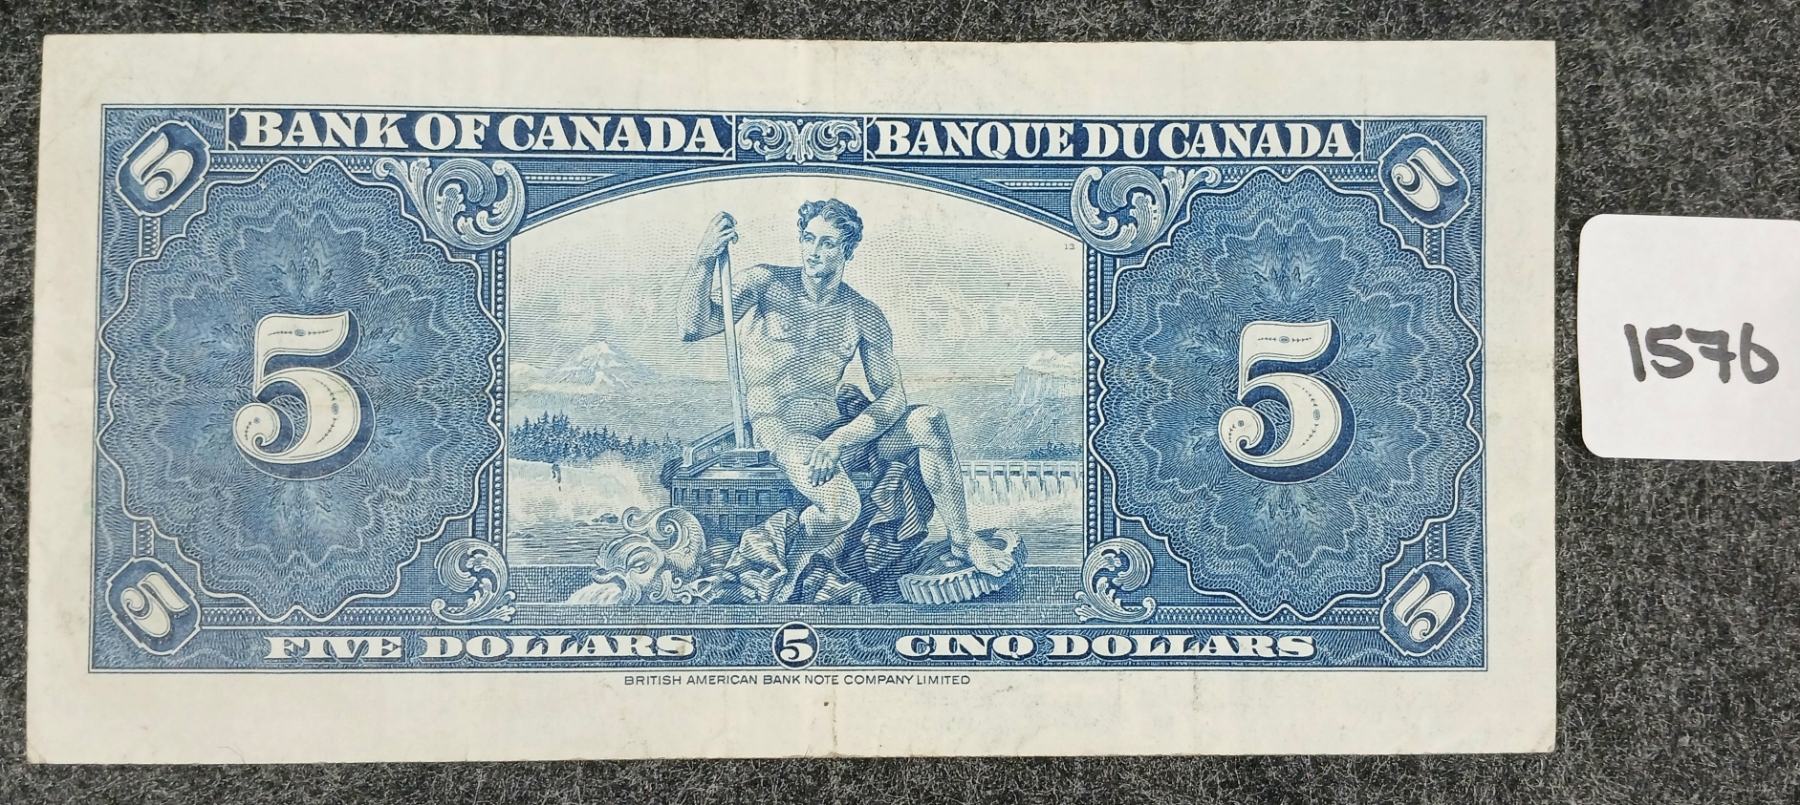 BANK OF CANADA BANQUE DU CANADA
5 5
13
5 5
1576
5 5
FIVE DOLLARS 5 CINQ DOLLARS
BRITISH AMERICAN BANK NOTE COMPANY LIMITED